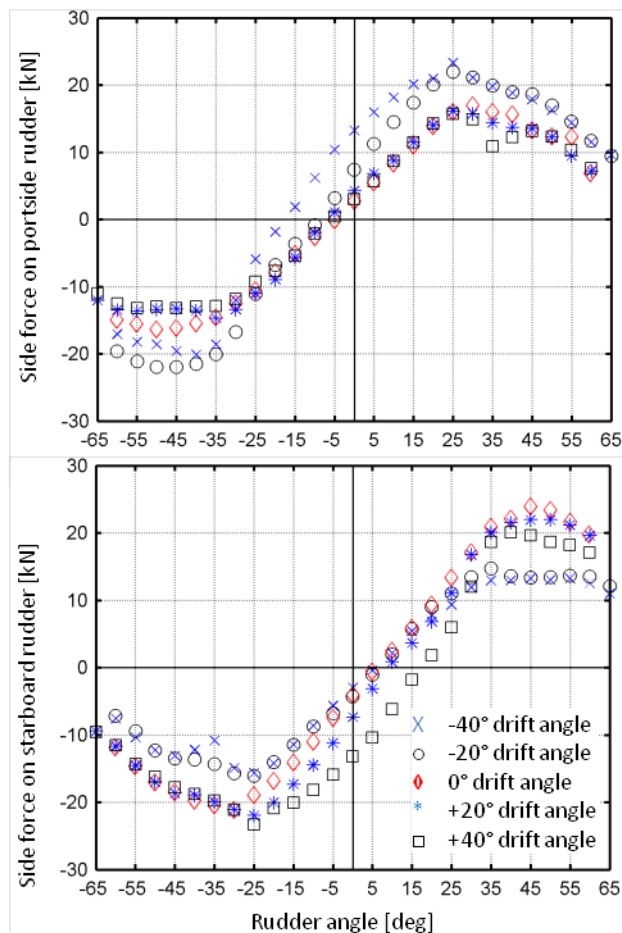 30
20
10
0
-10
-20
-30
Side force on portside rudder [kN]
-65 -55 -45 -35 -25 -15 -5 5 15 25 35 45 55 65
30
20
10
0
-10
-20
-30
Side force on starboard rudder [kN]
-40° drift angle
-20° drift angle
0° drift angle
+20° drift angle
+40° drift angle
-65 -55 -45 -35 -25 -15 -5 5 15 25 35 45 55 65
Rudder angle [deg]